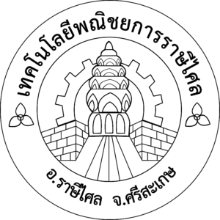 เทคโนโลยีพณิชยการราษีไศล
อ.ราษีไศล จ.ศรีสะเกษ